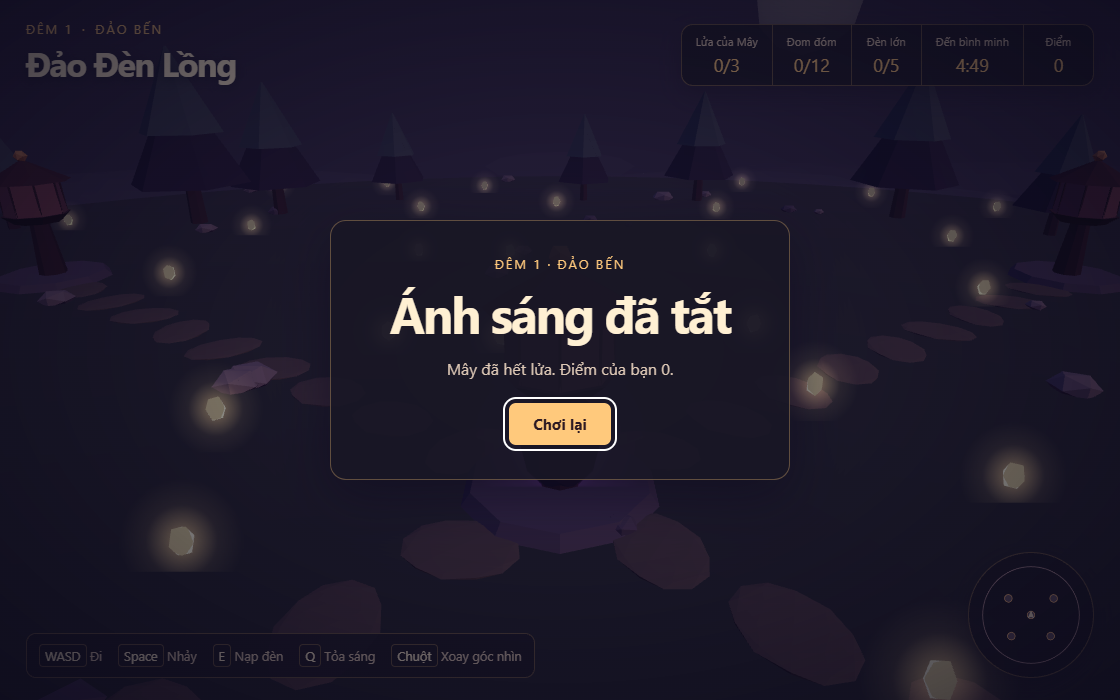 ĐÊM 1 · ĐẢO BẾN
Đảo Đèn Lồng
Lửa của Mây
0/3
Đom đóm
0/12
Đèn lớn
0/5
Đến bình minh
4:49
Điểm
0
ĐÊM 1 · ĐẢO BẾN
Ánh sáng đã tắt
Mây đã hết lửa. Điểm của bạn 0.
Chơi lại
WASD Đi Space Nhảy E Nạp đèn Q Tỏa sáng Chuột Xoay góc nhìn